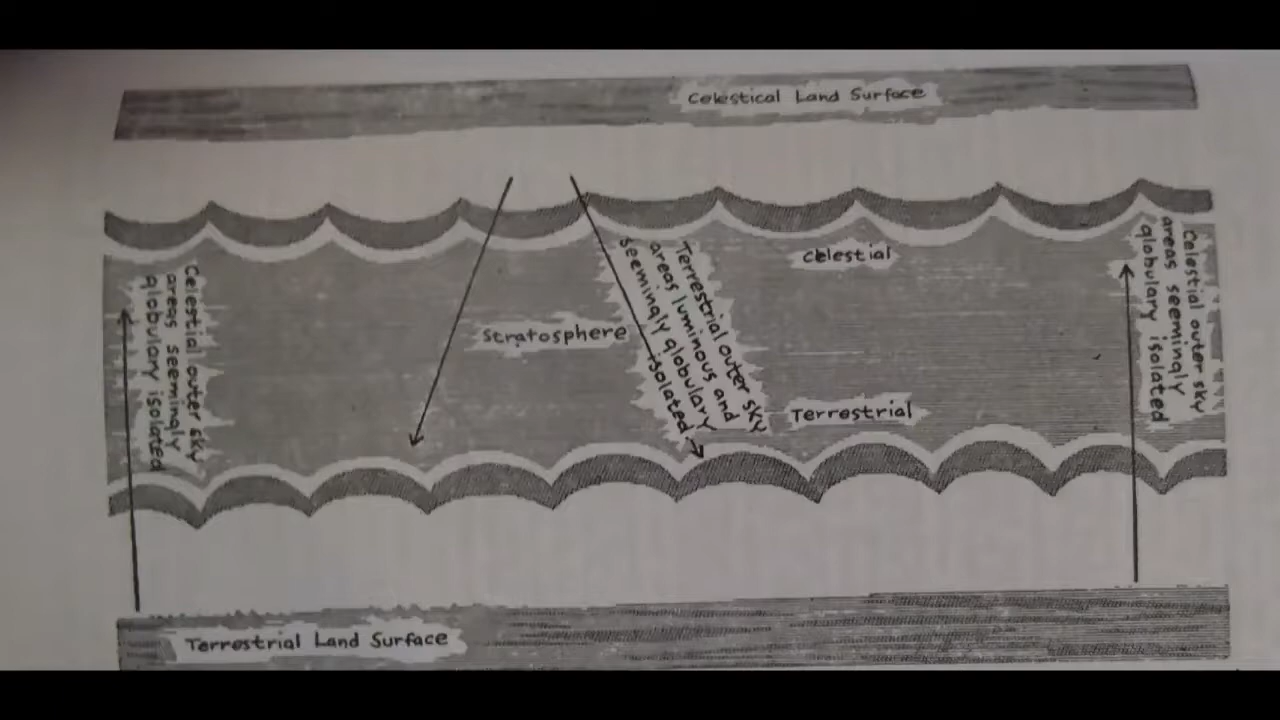 Celestical Land Surface
Celestial outer sky
areas seemingly
globulary isolated
Stratosphere
Terrestrial outer sky
areas luminous and
seemingly globulary
isolated
celestial
Terrestrial
Celestial outer sky
areas seemingly
globulary isolated
Terrestrial Land Surface